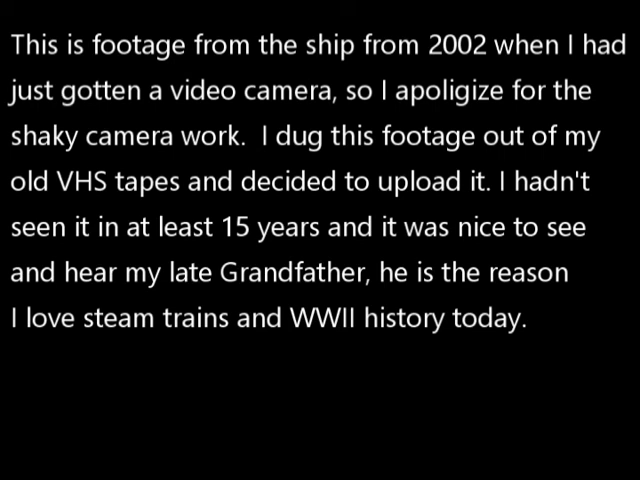 This is footage from the ship from 2002 when I had
just gotten a video camera, so I apoligize for the
shaky camera work.  I dug this footage out of my
old VHS tapes and decided to upload it. I hadn't
seen it in at least 15 years and it was nice to see
and hear my late Grandfather, he is the reason
I love steam trains and WWII history today.